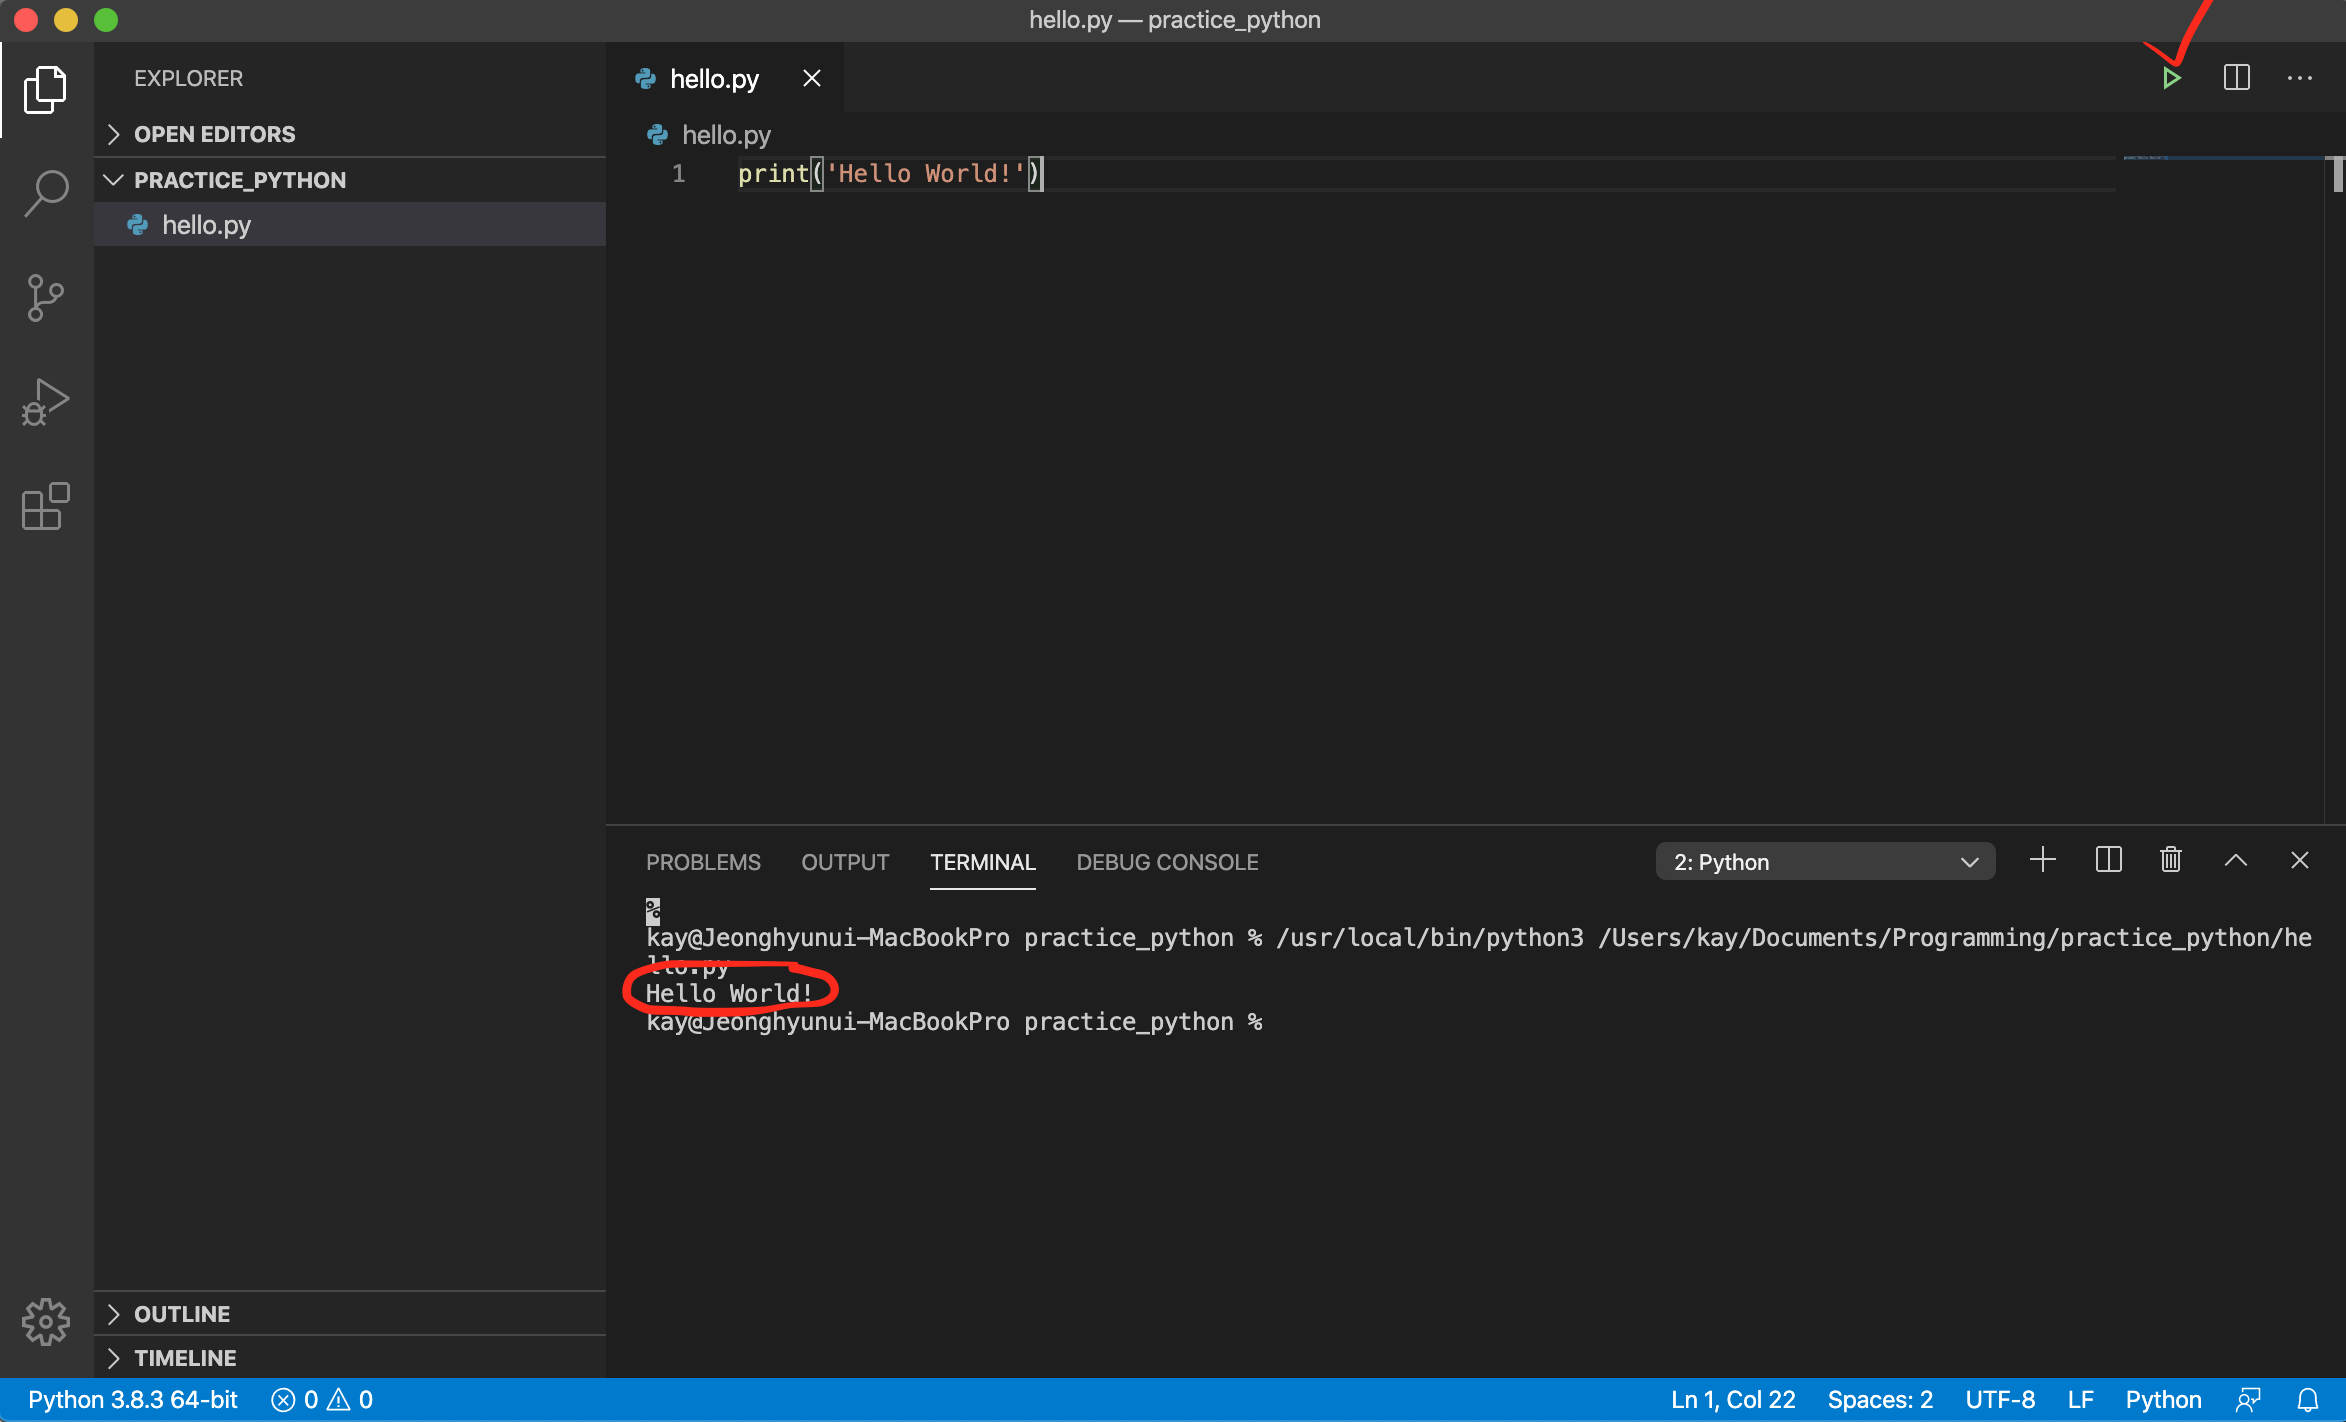 hello.py — practice_python
EXPLORER
OPEN EDITORS
PRACTICE_PYTHON
hello.py
hello.py
hello.py
1 print('Hello World!')
PROBLEMS OUTPUT TERMINAL DEBUG CONSOLE 2: Python
%
kay@Jeonghyunui-MacBookPro practice_python % /usr/local/bin/python3 /Users/kay/Documents/Programming/practice_python/he
llo.py
Hello World!
kay@Jeonghyunui-MacBookPro practice_python %
OUTLINE
TIMELINE
Python 3.8.3 64-bit 0 0 Ln 1, Col 22 Spaces: 2 UTF-8 LF Python